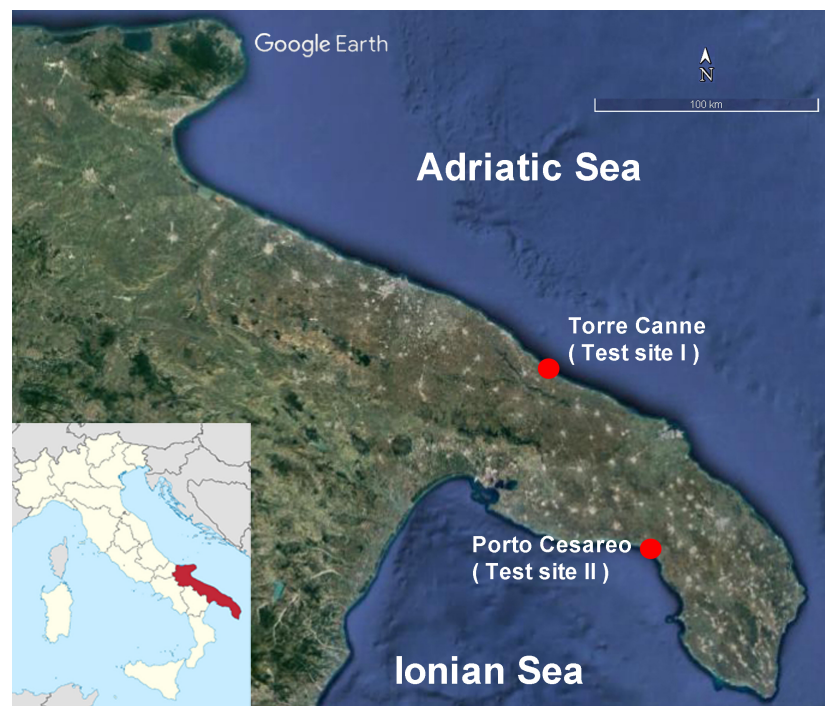 Google Earth
N
100 km
Adriatic Sea
Torre Canne
( Test site I )
Porto Cesareo
( Test site II )
Ionian Sea